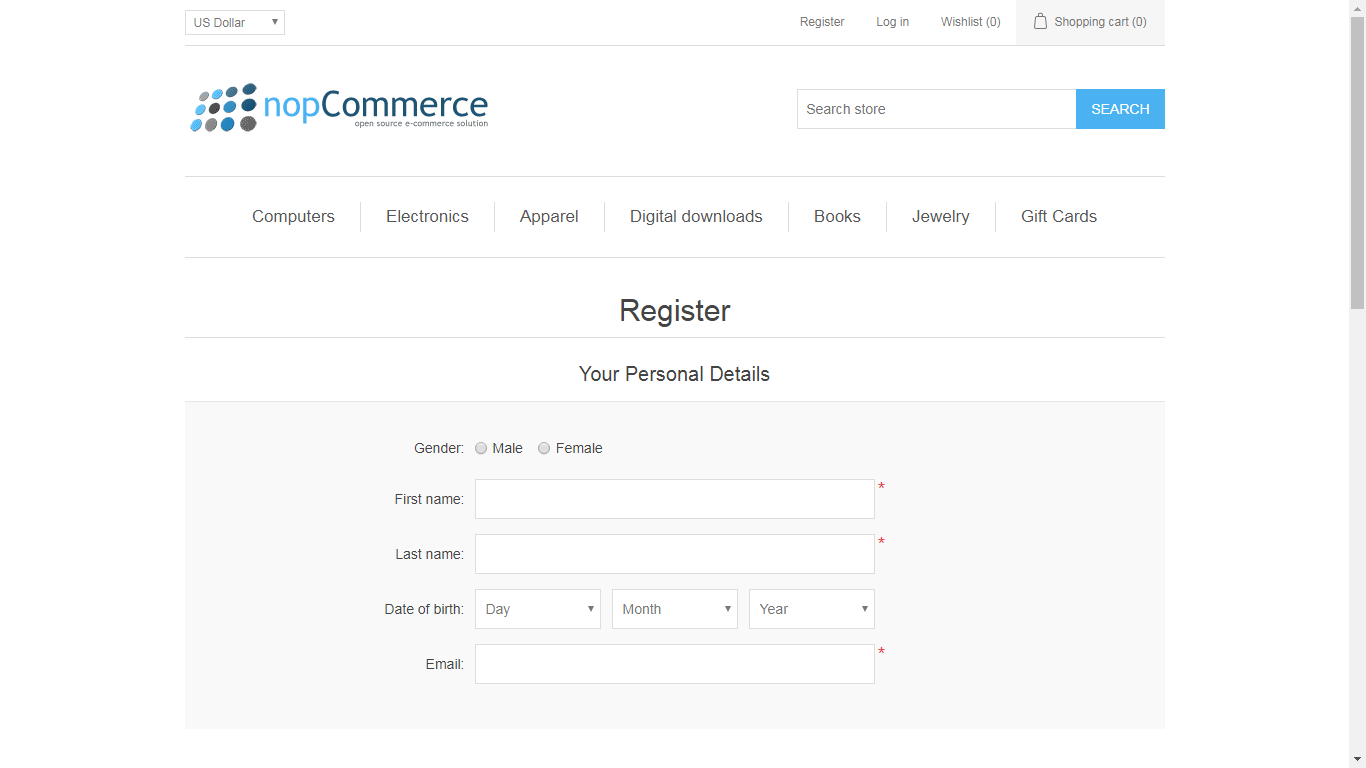 US Dollar
Register Log in Wishlist (0) Shopping cart (0)
nopCommerce
open source e-commerce solution
Search store SEARCH
Computers Electronics Apparel Digital downloads Books Jewelry Gift Cards
Register
Your Personal Details
Gender: Male Female
First name: *
Last name: *
Date of birth: Day Month Year
Email: *